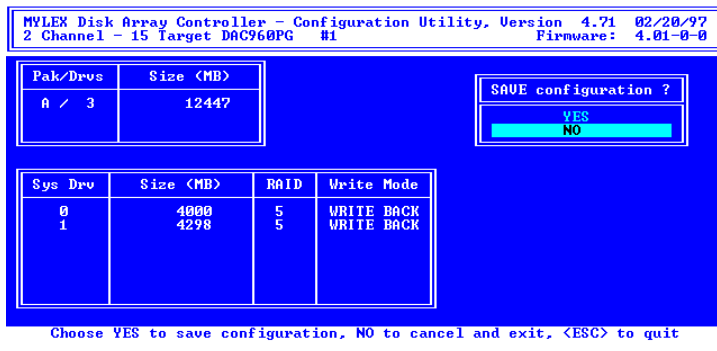 MYLEX Disk Array Controller - Configuration Utility, Version 4.71 02/20/97
2 Channel - 15 Target DAC960PG #1 Firmware: 4.01-0-0
Pak/Drvs Size (MB)
A / 3 12447
SAVE configuration ?
YES
NO
Sys Drv Size (MB) RAID Write Mode
0 4000 5 WRITE BACK
1 4298 5 WRITE BACK
Choose YES to save configuration, NO to cancel and exit, <ESC> to quit